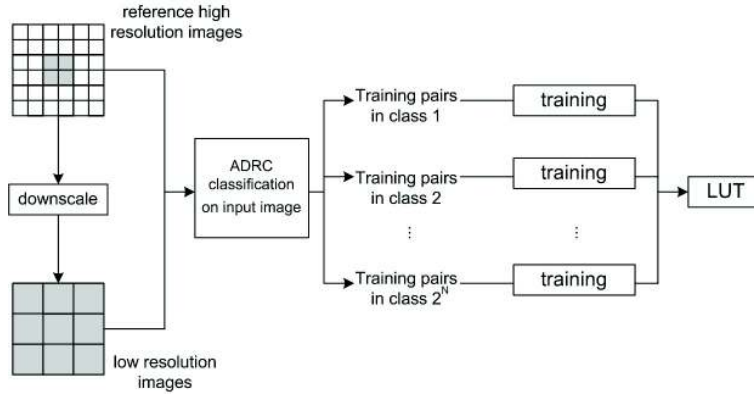 reference high
resolution images
downscale
low resolution
images
ADRC
classification
on input image
Training pairs
in class 1
training
Training pairs
in class 2
training
⋮
⋮
Training pairs
in class 2^N
training
LUT